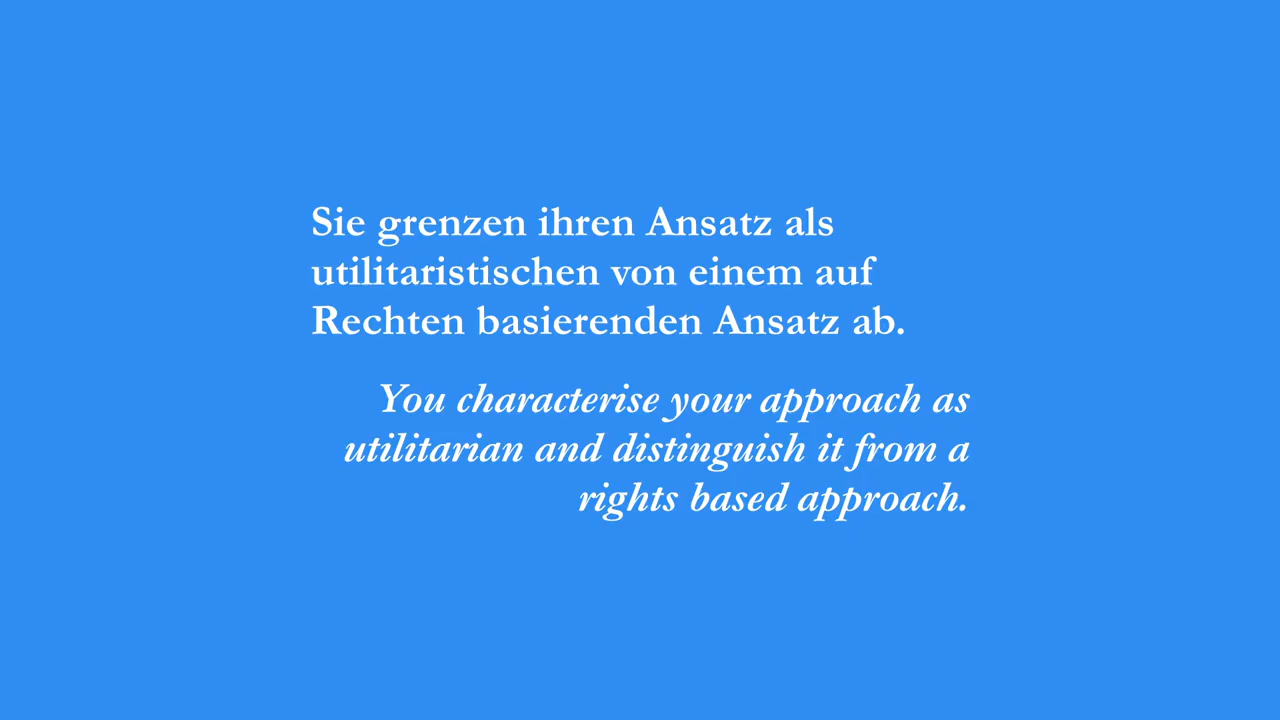 Sie grenzen ihren Ansatz als
utilitaristischen von einem auf
Rechten basierenden Ansatz ab.
You characterise your approach as
utilitarian and distinguish it from a
rights based approach.